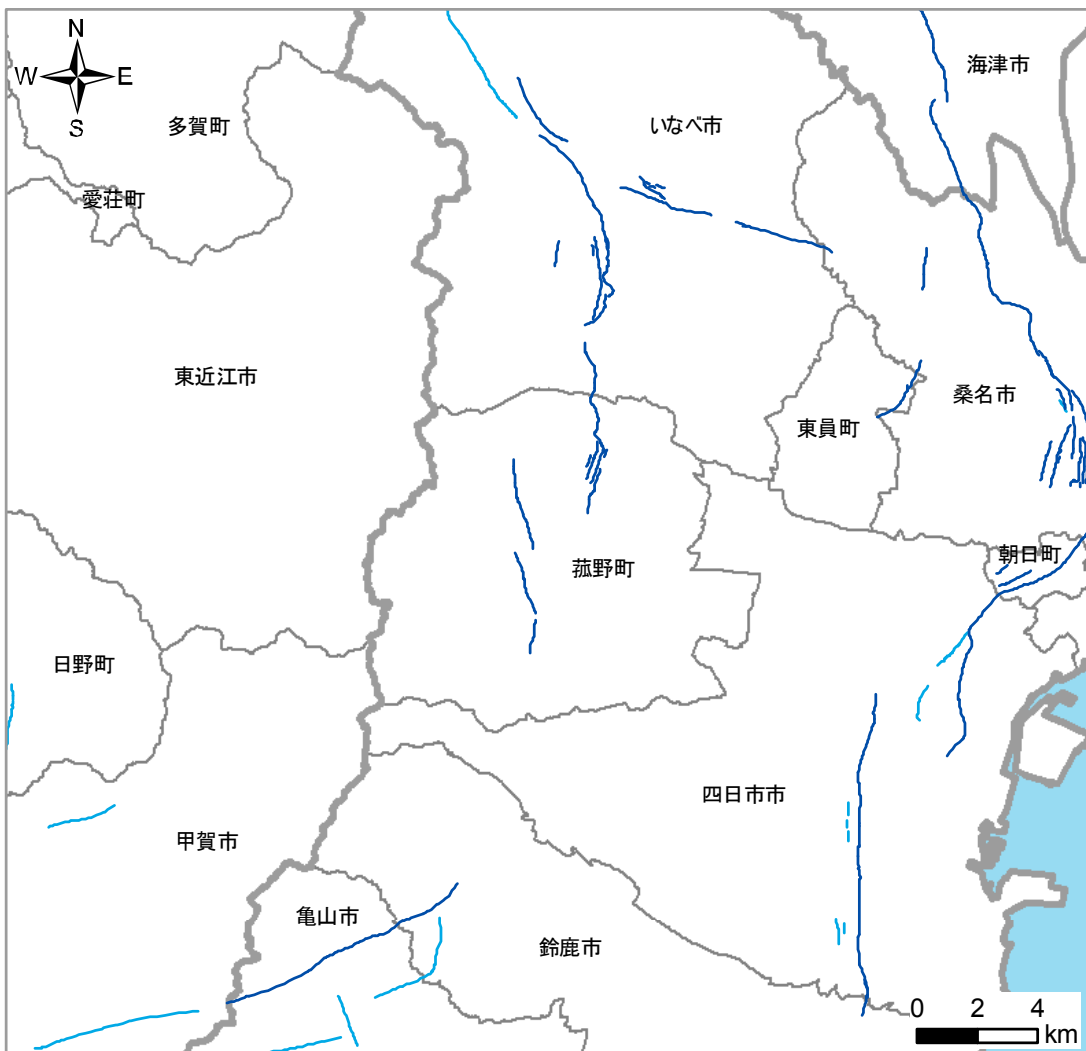 N
W E
S
海津市
多賀町
いなべ市
愛荘町
東近江市
桑名市
東員町
朝日町
菰野町
日野町
四日市市
甲賀市
亀山市
鈴鹿市
0 2 4
km